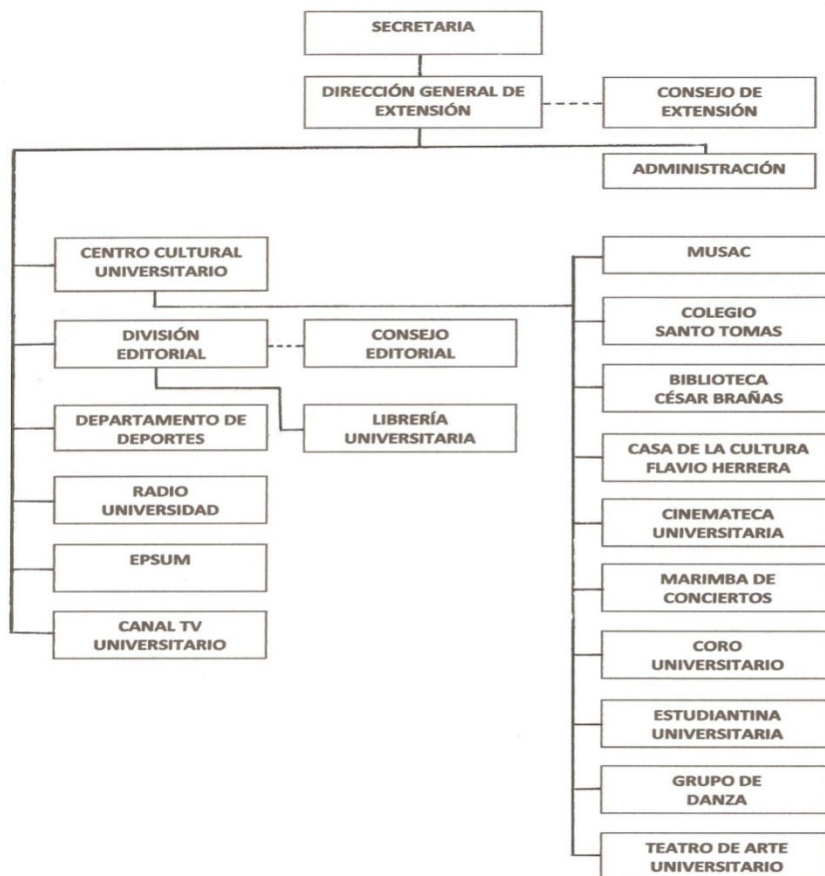 SECRETARIA
DIRECCIÓN GENERAL DE
EXTENSIÓN
CONSEJO DE
EXTENSIÓN
ADMINISTRACIÓN
CENTRO CULTURAL
UNIVERSITARIO
DIVISIÓN
EDITORIAL
CONSEJO
EDITORIAL
LIBRERÍA
UNIVERSITARIA
DEPARTAMENTO DE
DEPORTES
RADIO
UNIVERSIDAD
EPSUM
CANAL TV
UNIVERSITARIO
MUSAC
COLEGIO
SANTO TOMAS
BIBLIOTECA
CÉSAR BRAÑAS
CASA DE LA CULTURA
FLAVIO HERRERA
CINEMATECA
UNIVERSITARIA
MARIMBA DE
CONCIERTOS
CORO
UNIVERSITARIO
ESTUDIANTINA
UNIVERSITARIA
GRUPO DE
DANZA
TEATRO DE ARTE
UNIVERSITARIO